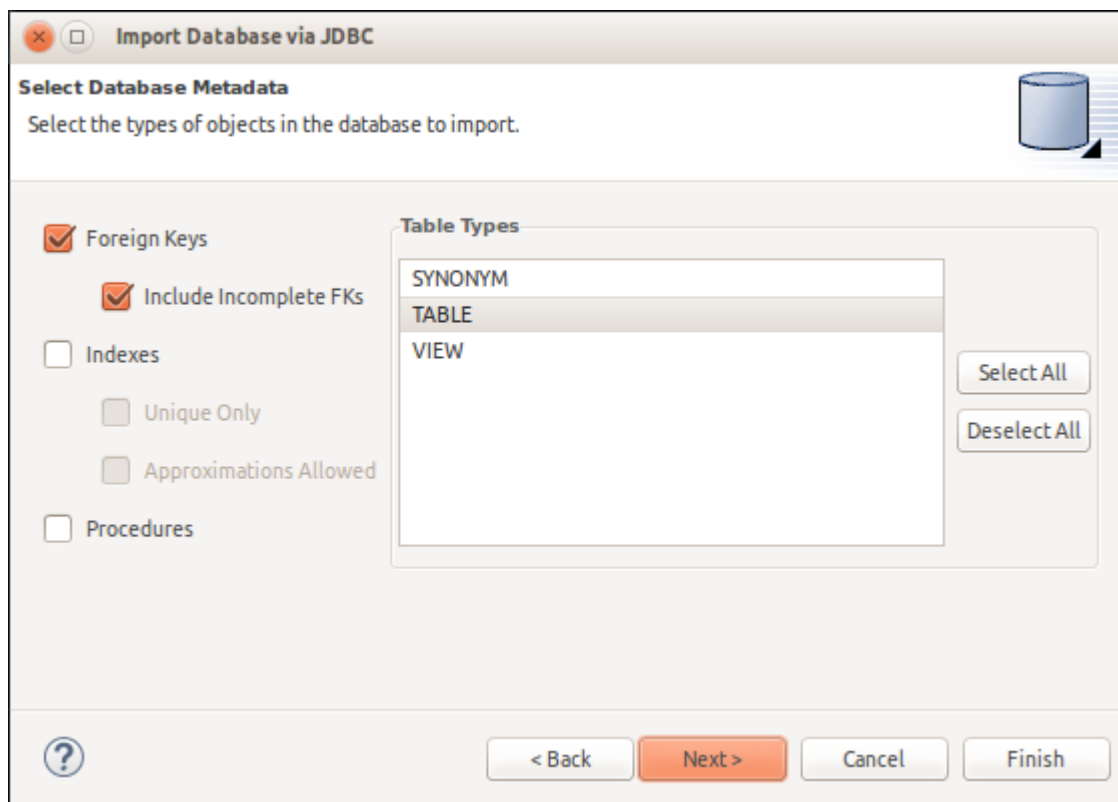 Import Database via JDBC
Select Database Metadata
Select the types of objects in the database to import.
Foreign Keys
Include Incomplete FKs
Indexes
Unique Only
Approximations Allowed
Procedures
Table Types
SYNONYM
TABLE
VIEW
Select All
Deselect All
?
< Back
Next >
Cancel
Finish